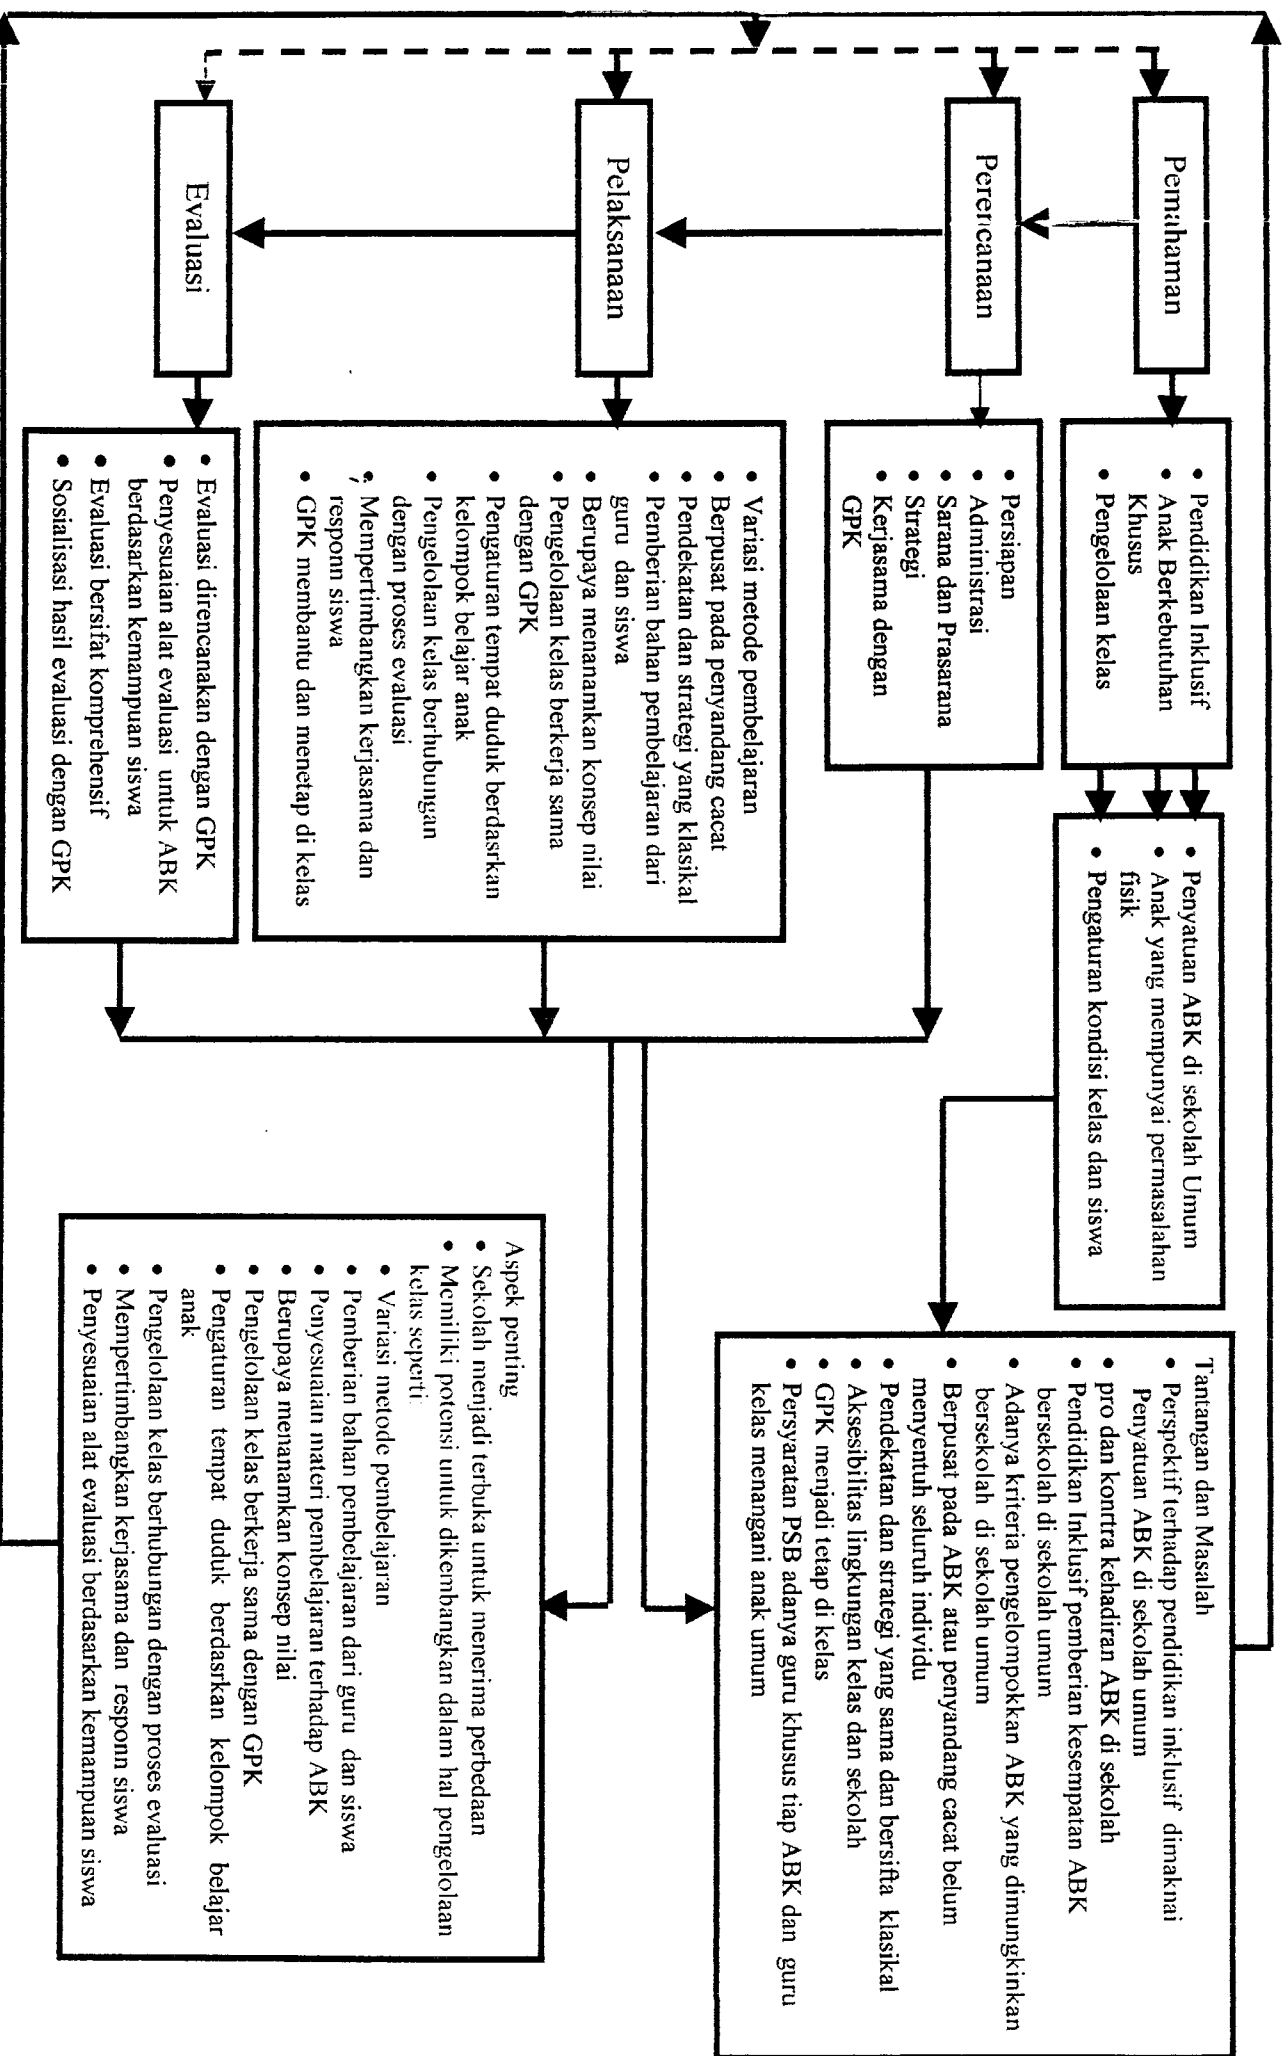 Pemahaman
Pendidikan Inklusif
Anak Berkebutuhan
Khusus
Pengelolaan kelas
Penyatuan ABK di sekolah Umum
Anak yang mempunyai permasalahan
fisik
Pengaturan kondisi kelas dan siswa
Tantangan dan Masalah
Perspektif terhadap pendidikan inklusif dimaknai
Penyatuan ABK di sekolah umum
pro dan kontra kehadiran ABK di sekolah
Pendidikan Inklusif pemberian kesempatan ABK
bersekolah di sekolah umum
Adanya kriteria pengelompokkan ABK yang dimungkinkan
bersekolah di sekolah umum
Berpusat pada ABK atau penyandang cacat belum
menyentuh seluruh individu
Pendekatan dan strategi yang sama dan bersifta klasikal
Aksesibilitas lingkungan kelas dan sekolah
GPK menjadi tetap di kelas
Persyaratan PSB adanya guru khusus tiap ABK dan guru
kelas menangani anak umum
Perencanaan
Persiapan
Administrasi
Sarana dan Prasarana
Strategi
Kerjasama dengan
GPK
Pelaksanaan
Variasi metode pembelajaran
Berpusat pada penyandang cacat
Pendekatan dan strategi yang klasikal
Pemberian bahan pembelajaran dari
guru dan siswa
Berupaya menanamkan konsep nilai
Pengelolaan kelas berkerja sama
dengan GPK
Pengaturan tempat duduk berdasrkan
kelompok belajar anak
Pengelolaan kelas berhubungan
dengan proses evaluasi
Mempertimbangkan kerjasama dan
responn siswa
GPK membantu dan menetap di kelas
Evaluasi
Evaluasi direncanakan dengan GPK
Penyesuaian alat evaluasi untuk ABK
berdasarkan kemampuan siswa
Evaluasi bersifat komprehensif
Sosialisasi hasil evaluasi dengan GPK
Aspek penting
Sekolah menjadi terbuka untuk menerima perbedaan
Memiliki potensi untuk dikembangkan dalam hal pengelolaan
kelas seperti:
Variasi metode pembelajaran
Pemberian bahan pembelajaran dari guru dan siswa
Penyesuaian materi pembelajaran terhadap ABK
Berupaya menanamkan konsep nilai
Pengelolaan kelas berkerja sama dengan GPK
Pengaturan tempat duduk berdasrkan kelompok belajar
anak
Pengelolaan kelas berhubungan dengan proses evaluasi
Mempertimbangkan kerjasama dan responn siswa
Penyesuaian alat evaluasi berdasarkan kemampuan siswa